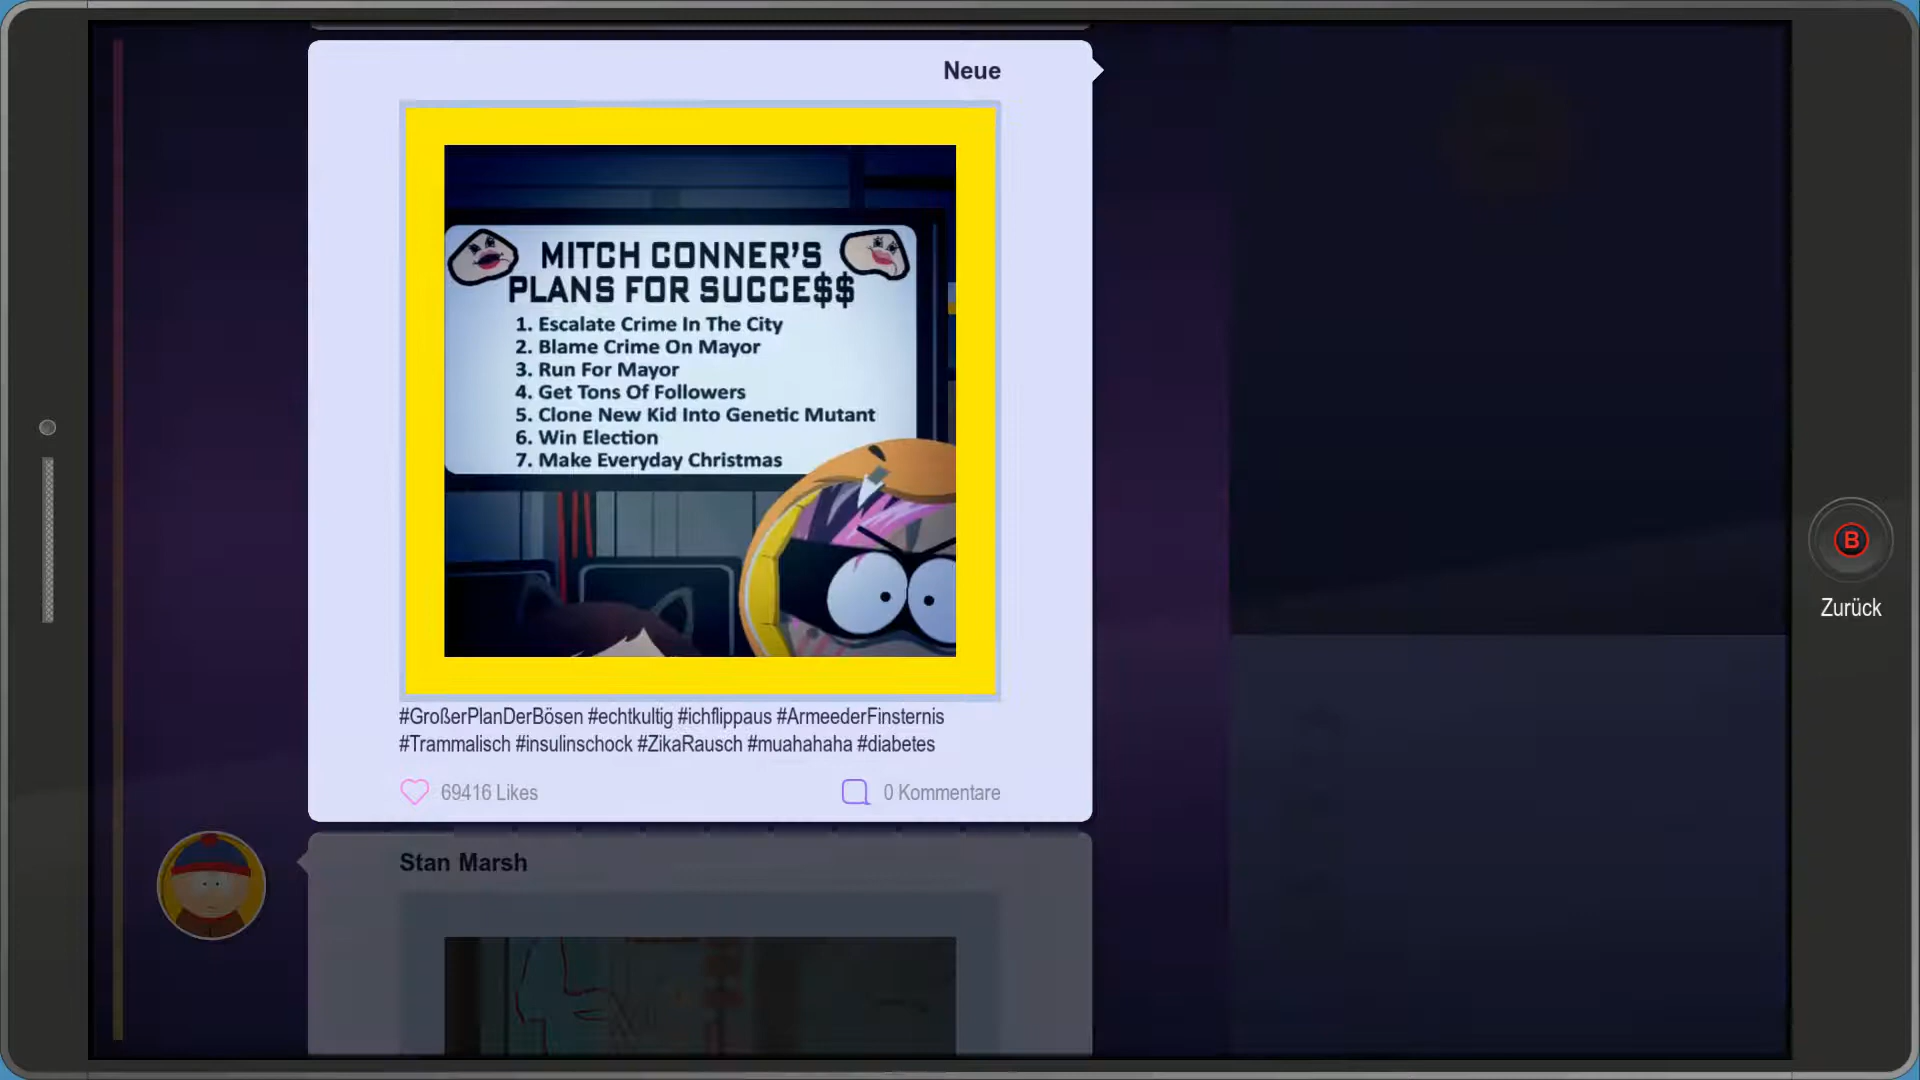 Neue
MITCH CONNER'S
PLANS FOR SUCCE$$
1. Escalate Crime In The City
2. Blame Crime On Mayor
3. Run For Mayor
4. Get Tons Of Followers
5. Clone New Kid Into Genetic Mutant
6. Win Election
7. Make Everyday Christmas
#GroßerPlanDerBösen #echtkultig #ichflippaus #ArmeederFinsternis
#Trammalisch #insulinschock #ZikaRausch #muahahaha #diabetes
69416 Likes
0 Kommentare
Stan Marsh
B
Zurück